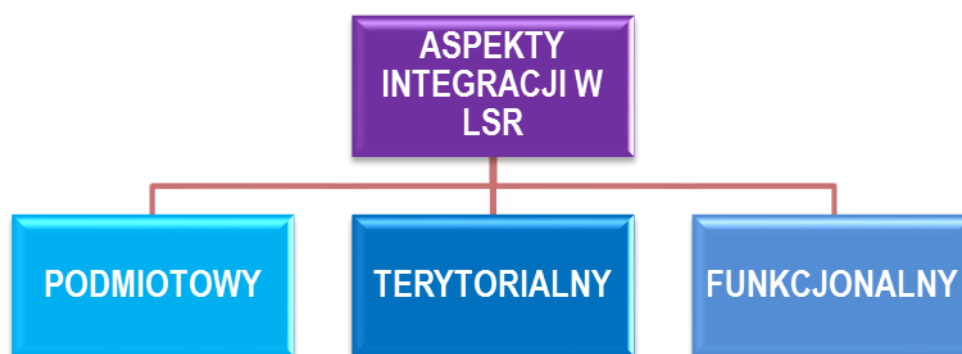 ASPEKTY
INTEGRACJI W
LSR
PODMIOTOWY
TERYTORIALNY
FUNKCJONALNY